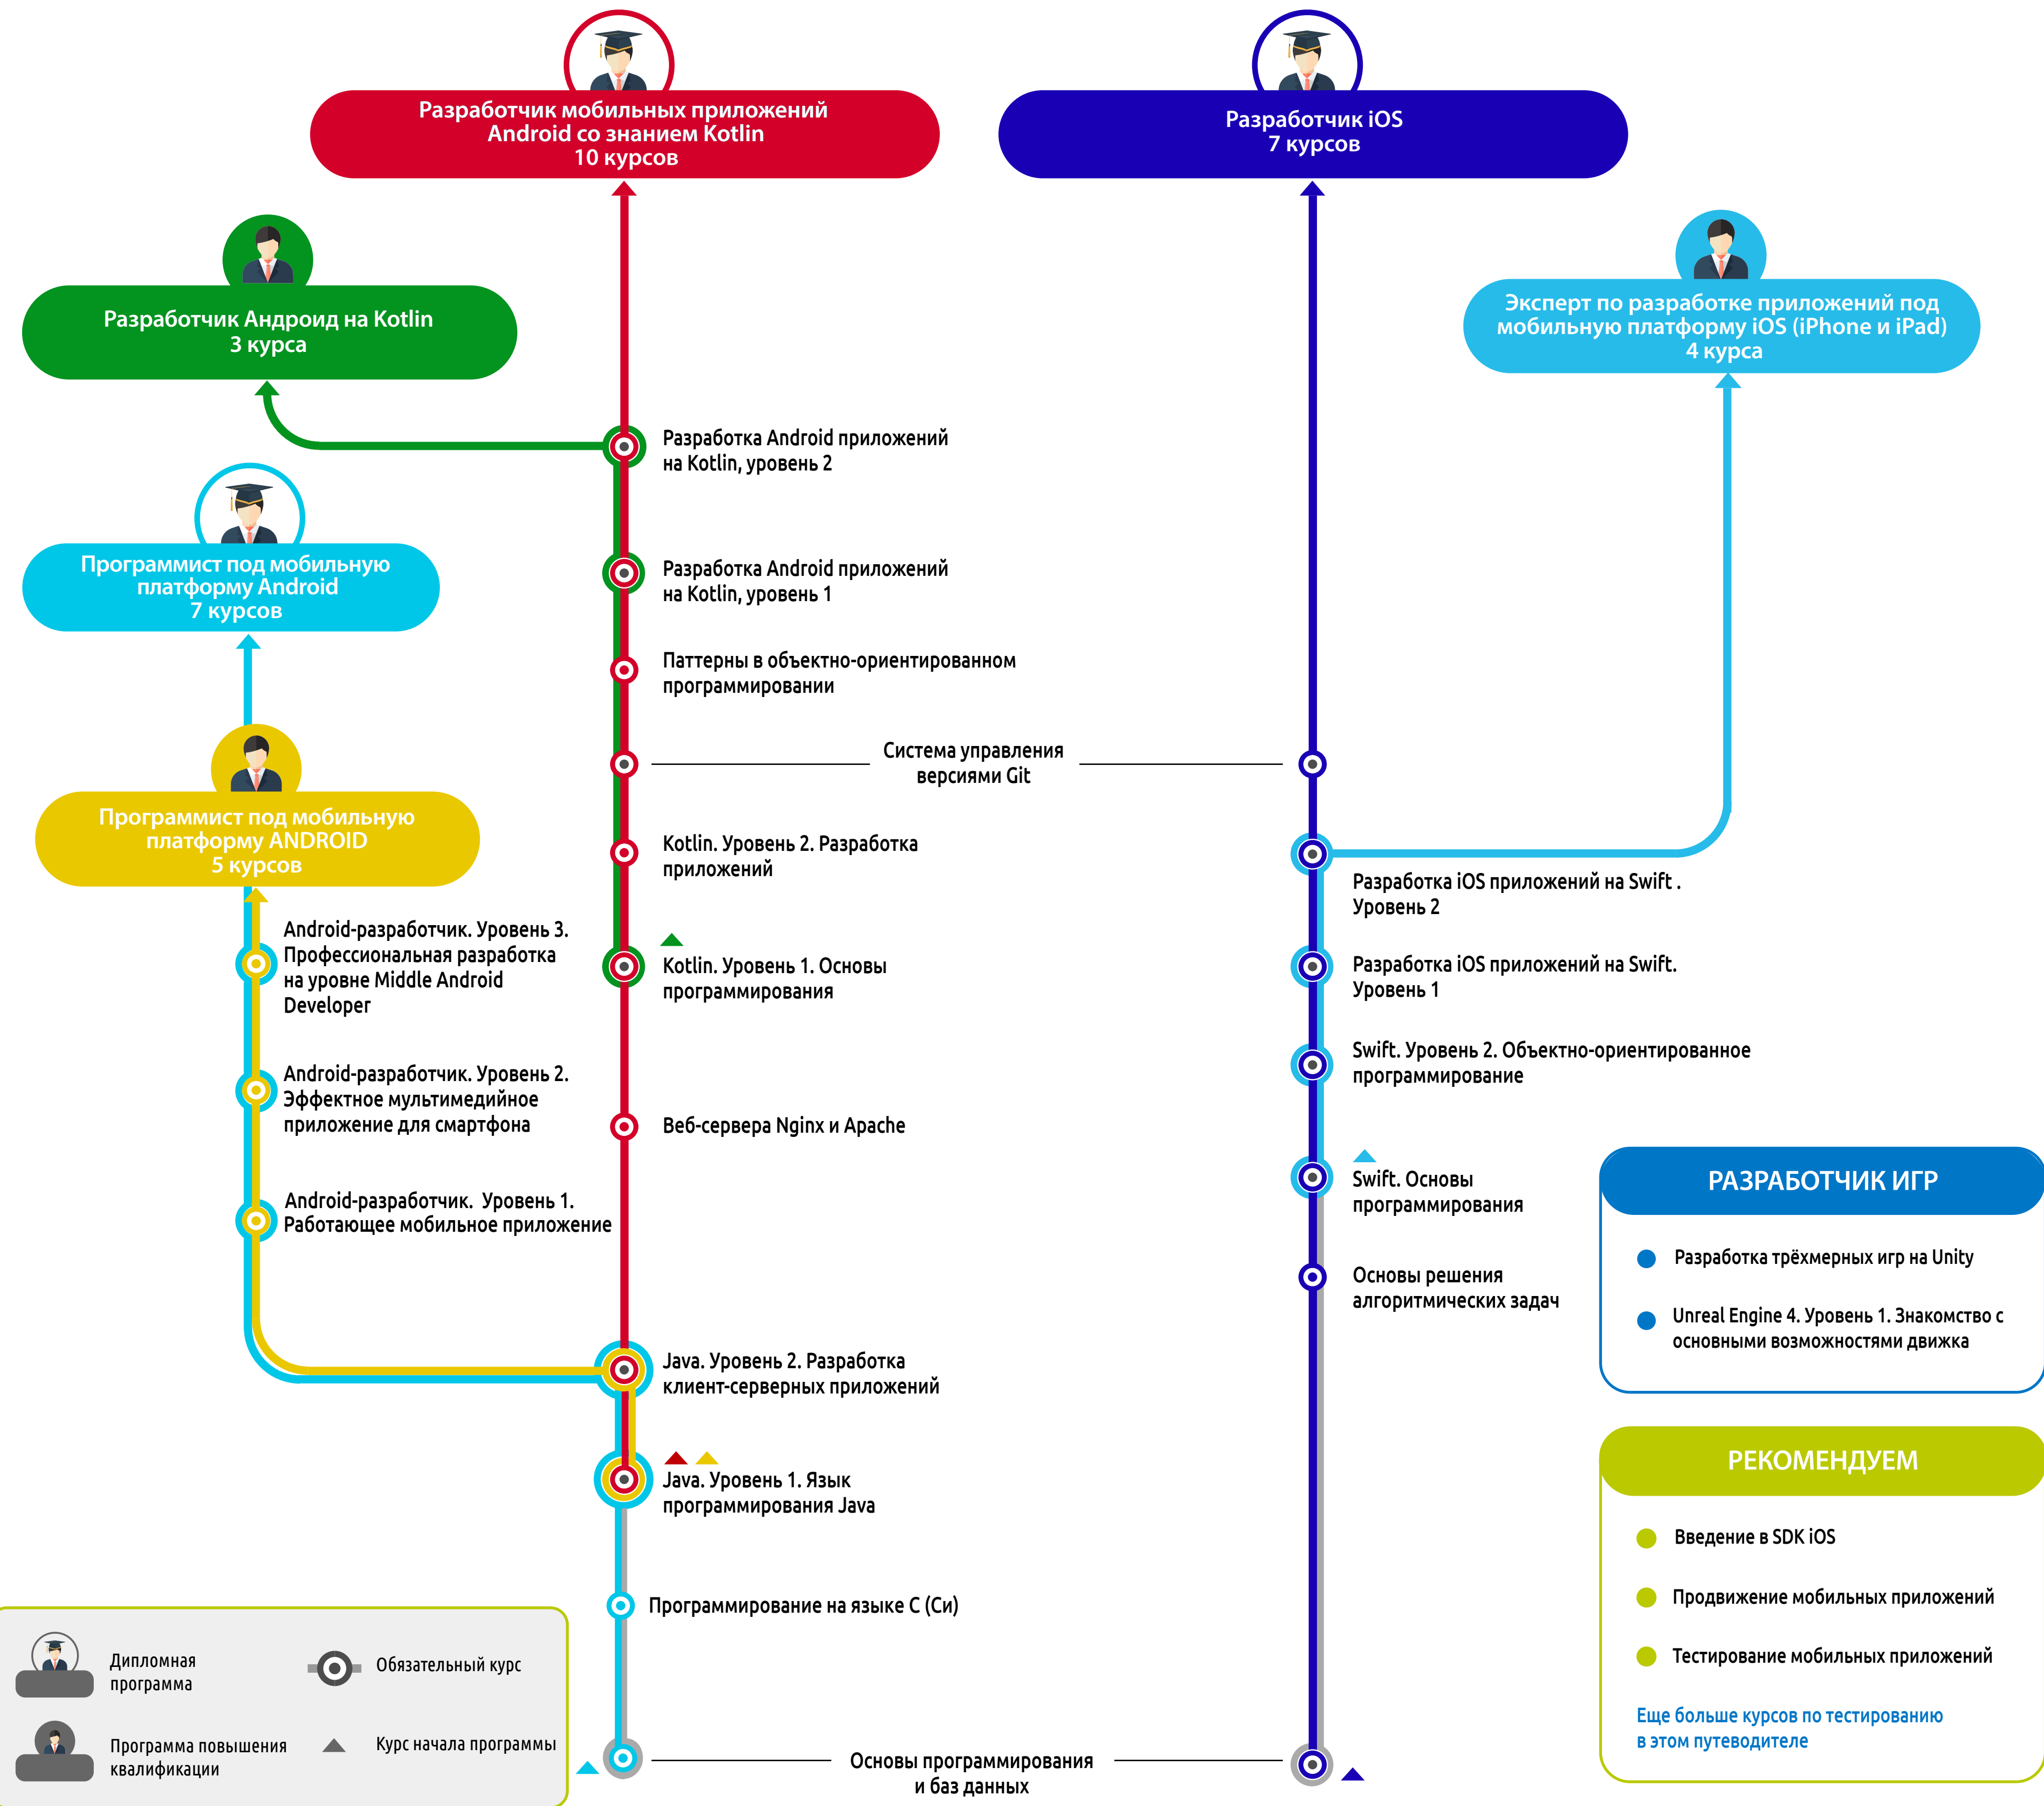 Разработчик мобильных приложений
Android со знанием Kotlin
10 курсов
Разработчик iOS
7 курсов
Разработчик Андроид на Kotlin
3 курса
Эксперт по разработке приложений под
мобильную платформу iOS (iPhone и iPad)
4 курса
Разработка Android приложений
на Kotlin, уровень 2
Программист под мобильную
платформу Android
7 курсов
Разработка Android приложений
на Kotlin, уровень 1
Паттерны в объектно-ориентированном
программировании
Система управления
версиями Git
Программист под мобильную
платформу ANDROID
5 курсов
Kotlin. Уровень 2. Разработка
приложений
Разработка iOS приложений на Swift .
Уровень 2
Android-разработчик. Уровень 3.
Профессиональная разработка
на уровне Middle Android
Developer
Kotlin. Уровень 1. Основы
программирования
Разработка iOS приложений на Swift.
Уровень 1
Swift. Уровень 2. Объектно-ориентированное
программирование
Android-разработчик. Уровень 2.
Эффектное мультимедийное
приложение для смартфона
Веб-сервера Nginx и Apache
Swift. Основы
программирования
Android-разработчик. Уровень 1.
Работающее мобильное приложение
Основы решения
алгоритмических задач
РАЗРАБОТЧИК ИГР
Разработка трёхмерных игр на Unity
Unreal Engine 4. Уровень 1. Знакомство с
основными возможностями движка
Java. Уровень 2. Разработка
клиент-серверных приложений
Java. Уровень 1. Язык
программирования Java
РЕКОМЕНДУЕМ
Введение в SDK iOS
Продвижение мобильных приложений
Тестирование мобильных приложений
Еще больше курсов по тестированию
в этом путеводителе
Программирование на языке C (Си)
Основы программирования
и баз данных
Дипломная
программа
Обязательный курс
Программа повышения
квалификации
Курс начала программы